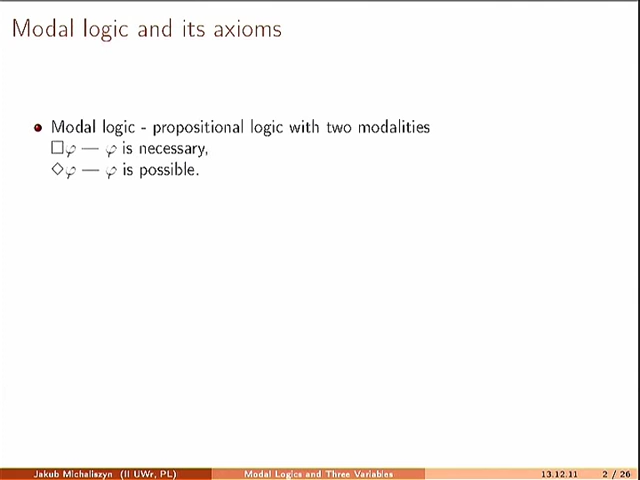 Modal logic and its axioms
Modal logic - propositional logic with two modalities
□φ — φ is necessary,
◇φ — φ is possible.
Jakub Michaliszyn (II UWr, PL) Modal Logics and Three Variables 13.12.11 2 / 26